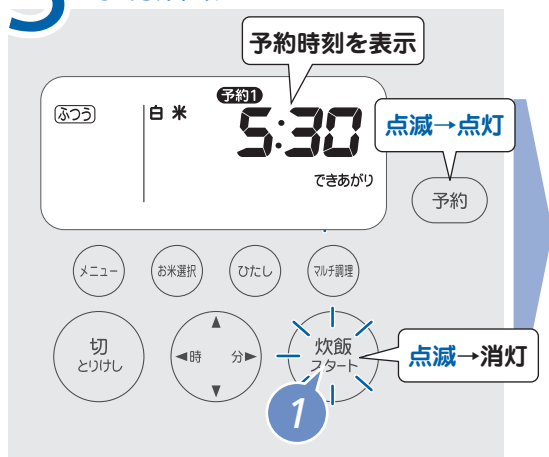 予約時刻を表示
予約1
ふつう
白米
5:30
できあがり
点滅→点灯
予約
メニュー
お米選択
ひたし
マルチ調理
切
とりけし
▲
◀時 分▶
▼
炊飯
スタート
点滅→消灯
1